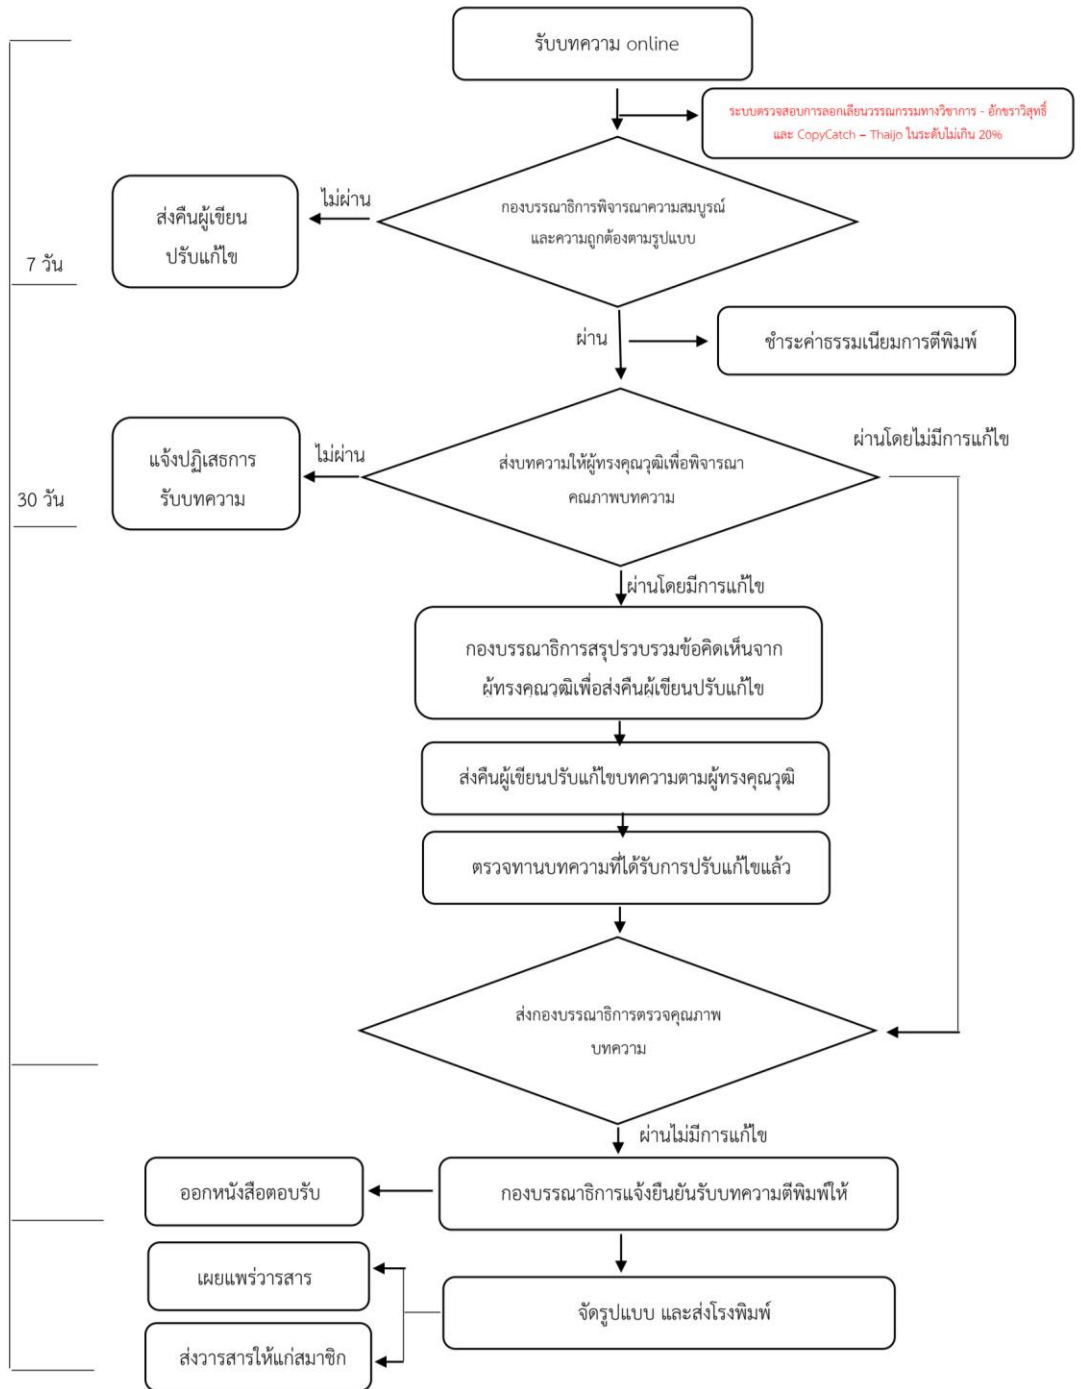 รับบทความ online
ระบบตรวจสอบการลอกเลียนวรรณกรรมทางวิชาการ - อักขราวิสุทธิ์
และ CopyCatch – Thaijo ในระดับไม่เกิน 20%
ไม่ผ่าน
ส่งคืนผู้เขียน
ปรับแก้ไข
กองบรรณาธิการพิจารณาความสมบูรณ์
และความถูกต้องตามรูปแบบ
7 วัน
ผ่าน
ชำระค่าธรรมเนียมการตีพิมพ์
ผ่านโดยไม่มีการแก้ไข
ไม่ผ่าน
แจ้งปฏิเสธการ
รับบทความ
ส่งบทความให้ผู้ทรงคุณวุฒิเพื่อพิจารณา
คุณภาพบทความ
30 วัน
ผ่านโดยมีการแก้ไข
กองบรรณาธิการสรุปรวบรวมข้อคิดเห็นจาก
ผู้ทรงคุณวุฒิเพื่อส่งคืนผู้เขียนปรับแก้ไข
ส่งคืนผู้เขียนปรับแก้ไขบทความตามผู้ทรงคุณวุฒิ
ตรวจทานบทความที่ได้รับการปรับแก้ไขแล้ว
ส่งกองบรรณาธิการตรวจคุณภาพ
บทความ
ผ่านไม่มีการแก้ไข
ออกหนังสือตอบรับ
กองบรรณาธิการแจ้งยืนยันรับบทความตีพิมพ์ให้
เผยแพร่วารสาร
จัดรูปแบบ และส่งโรงพิมพ์
ส่งวารสารให้แก่สมาชิก